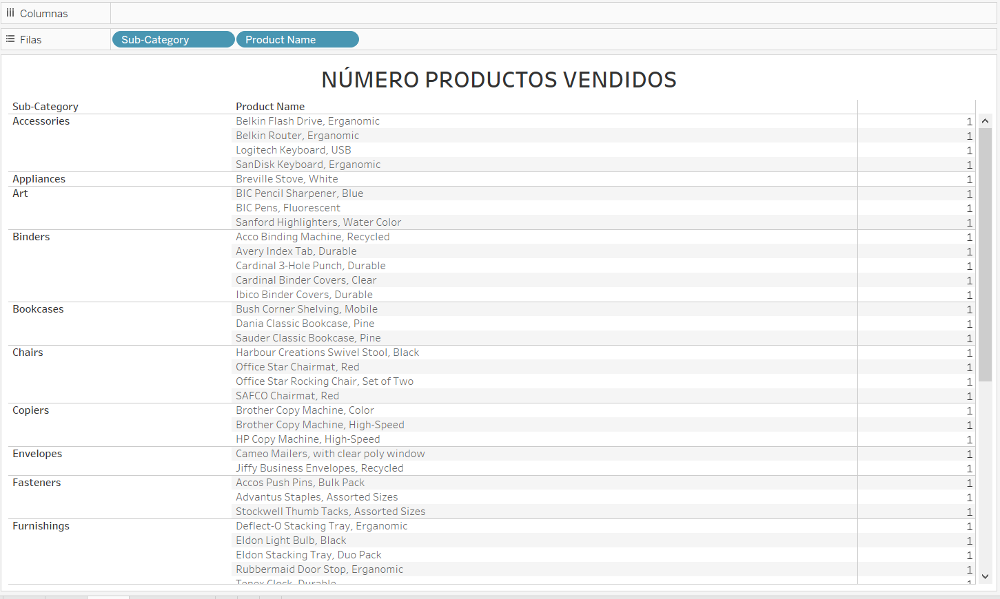 Columnas
Filas Sub-Category Product Name
NÚMERO PRODUCTOS VENDIDOS
Sub-Category Product Name
Accessories Belkin Flash Drive, Erganomic 1
Belkin Router, Erganomic 1
Logitech Keyboard, USB 1
SanDisk Keyboard, Erganomic 1
Appliances Breville Stove, White 1
Art BIC Pencil Sharpener, Blue 1
BIC Pens, Fluorescent 1
Sanford Highlighters, Water Color 1
Binders Acco Binding Machine, Recycled 1
Avery Index Tab, Durable 1
Cardinal 3-Hole Punch, Durable 1
Cardinal Binder Covers, Clear 1
Ibico Binder Covers, Durable 1
Bookcases Bush Corner Shelving, Mobile 1
Dania Classic Bookcase, Pine 1
Sauder Classic Bookcase, Pine 1
Chairs Harbour Creations Swivel Stool, Black 1
Office Star Chairmat, Red 1
Office Star Rocking Chair, Set of Two 1
SAFCO Chairmat, Red 1
Copiers Brother Copy Machine, Color 1
Brother Copy Machine, High-Speed 1
HP Copy Machine, High-Speed 1
Envelopes Cameo Mailers, with clear poly window 1
Jiffy Business Envelopes, Recycled 1
Fasteners Accos Push Pins, Bulk Pack 1
Advantus Staples, Assorted Sizes 1
Stockwell Thumb Tacks, Assorted Sizes 1
Furnishings Deflect-O Stacking Tray, Erganomic 1
Eldon Light Bulb, Black 1
Eldon Stacking Tray, Duo Pack 1
Rubbermaid Door Stop, Erganomic 1
Tenex Clock, Durable 1